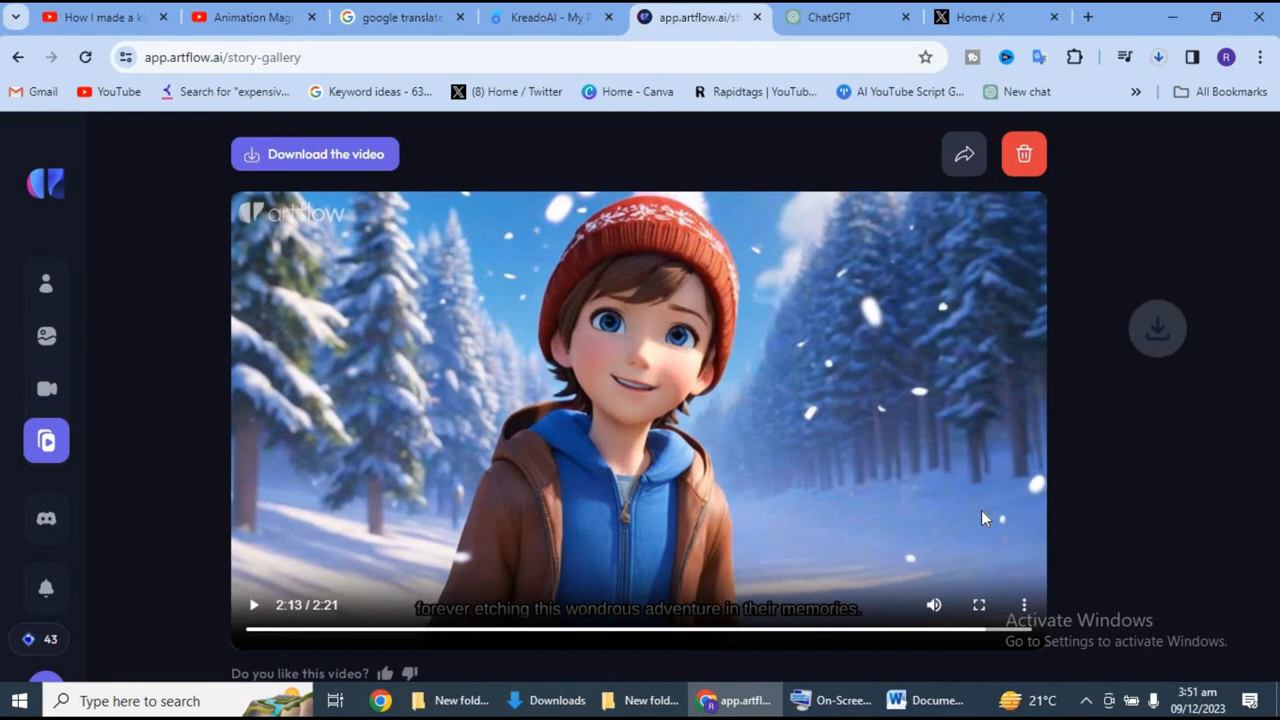 How I made a k
Animation Mag
google translat
KreadoAI - My P
app.artflow.ai/st
ChatGPT
Home / X
app.artflow.ai/story-gallery
R
Gmail
YouTube
Search for "expensiv...
Keyword ideas - 63...
(8) Home / Twitter
Home - Canva
Rapidtags | YouTub...
AI YouTube Script G...
New chat
All Bookmarks
Download the video
artflow
forever etching this wondrous adventure in their memories.
2:13 / 2:21
Activate Windows
Go to Settings to activate Windows.
43
Do you like this video?
Type here to search
New fold...
Downloads
New fold...
app.artfl...
On-Scree...
Docume...
21°C
3:51 am
09/12/2023